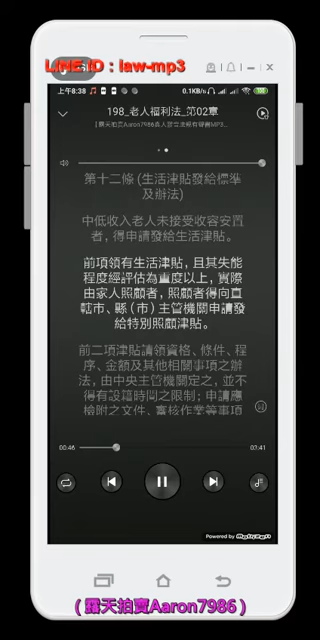 LINE ID：law-mp3
上午8:38
0.1KB/s
100
198_老人福利法_第02章
第十二條 (生活津貼發給標準
及辦法)
中低收入老人未接受收容安置
者，得申請發給生活津貼。
前項領有生活津貼，且其失能
程度經評估為重度以上，實際
由家人照顧者，照顧者得向直
轄市、縣（市）主管機關申請發
給特別照顧津貼。
前二項津貼請領資格、條件、程
序、金額及其他相關事項之辦
法，由中央主管機關定之，並不
得有設籍時間之限制；申請應
檢附之文件、審核作業等事項
00:46
03:41
Powered by
(露天拍賣Aaron7986)